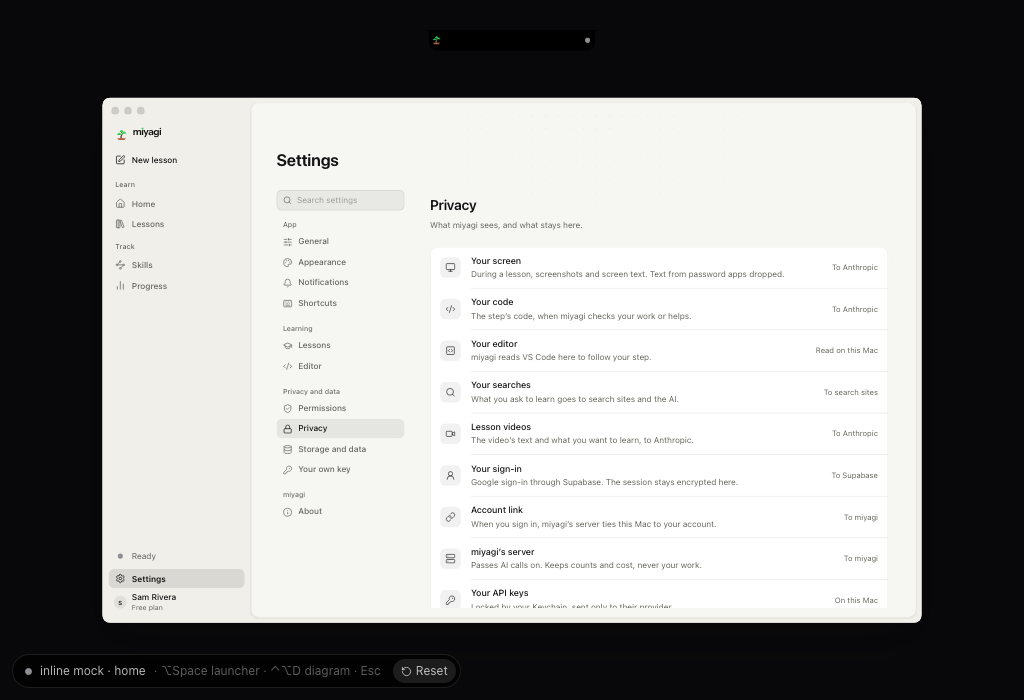 miyagi
New lesson
Learn
Home
Lessons
Track
Skills
Progress
Ready
Settings
S
Sam Rivera
Free plan
Settings
Search settings
App
General
Appearance
Notifications
Shortcuts
Learning
Lessons
Editor
Privacy and data
Permissions
Privacy
Storage and data
Your own key
miyagi
About
Privacy
What miyagi sees, and what stays here.
Your screen
During a lesson, screenshots and screen text. Text from password apps dropped.
To Anthropic
Your code
The step's code, when miyagi checks your work or helps.
To Anthropic
Your editor
miyagi reads VS Code here to follow your step.
Read on this Mac
Your searches
What you ask to learn goes to search sites and the AI.
To search sites
Lesson videos
The video's text and what you want to learn, to Anthropic.
To Anthropic
Your sign-in
Google sign-in through Supabase. The session stays encrypted here.
To Supabase
Account link
When you sign in, miyagi's server ties this Mac to your account.
To miyagi
miyagi's server
Passes AI calls on. Keeps counts and cost, never your work.
To miyagi
Your API keys
Locked by your Keychain, sent only to their provider.
On this Mac
inline mock · home · ⌥Space launcher · ^⌥D diagram · Esc
Reset